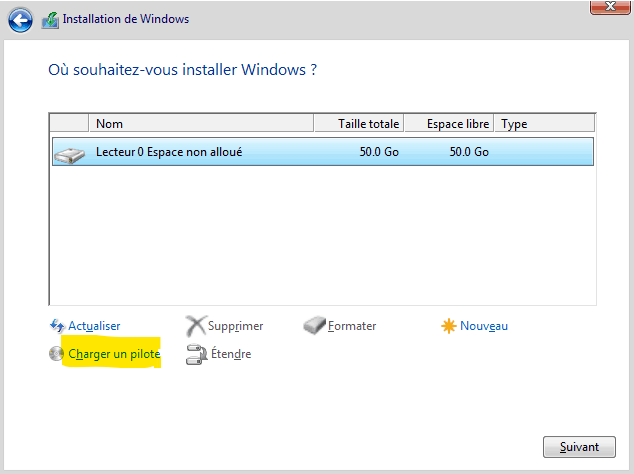 Installation de Windows
Où souhaitez-vous installer Windows ?
Nom Taille totale Espace libre Type
Lecteur 0 Espace non alloué 50.0 Go 50.0 Go
Actualiser Supprimer Formater Nouveau
Charger un pilote Étendre
Suivant